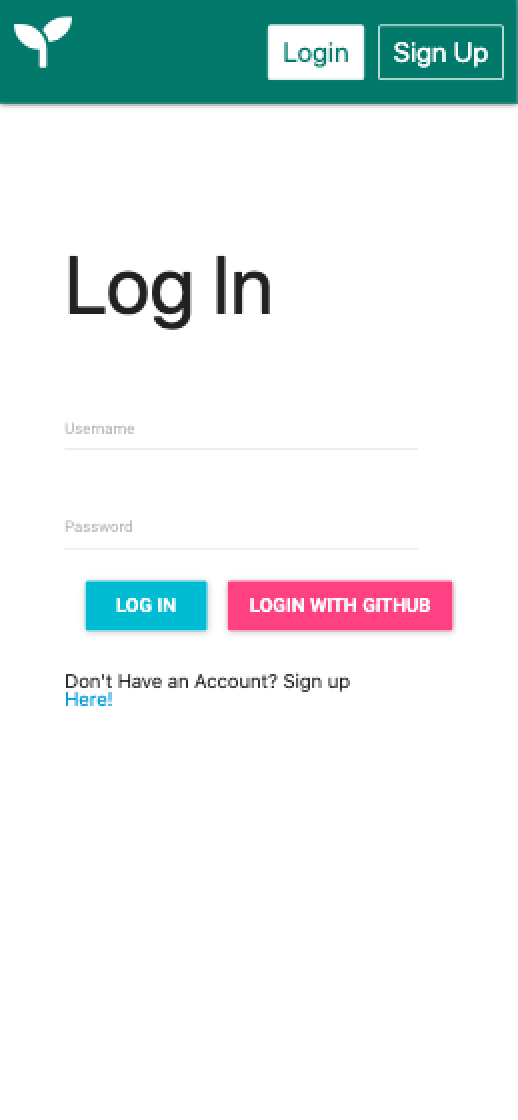 Login Sign Up
Log In
Username
Password
LOG IN LOGIN WITH GITHUB
Don't Have an Account? Sign up
Here!